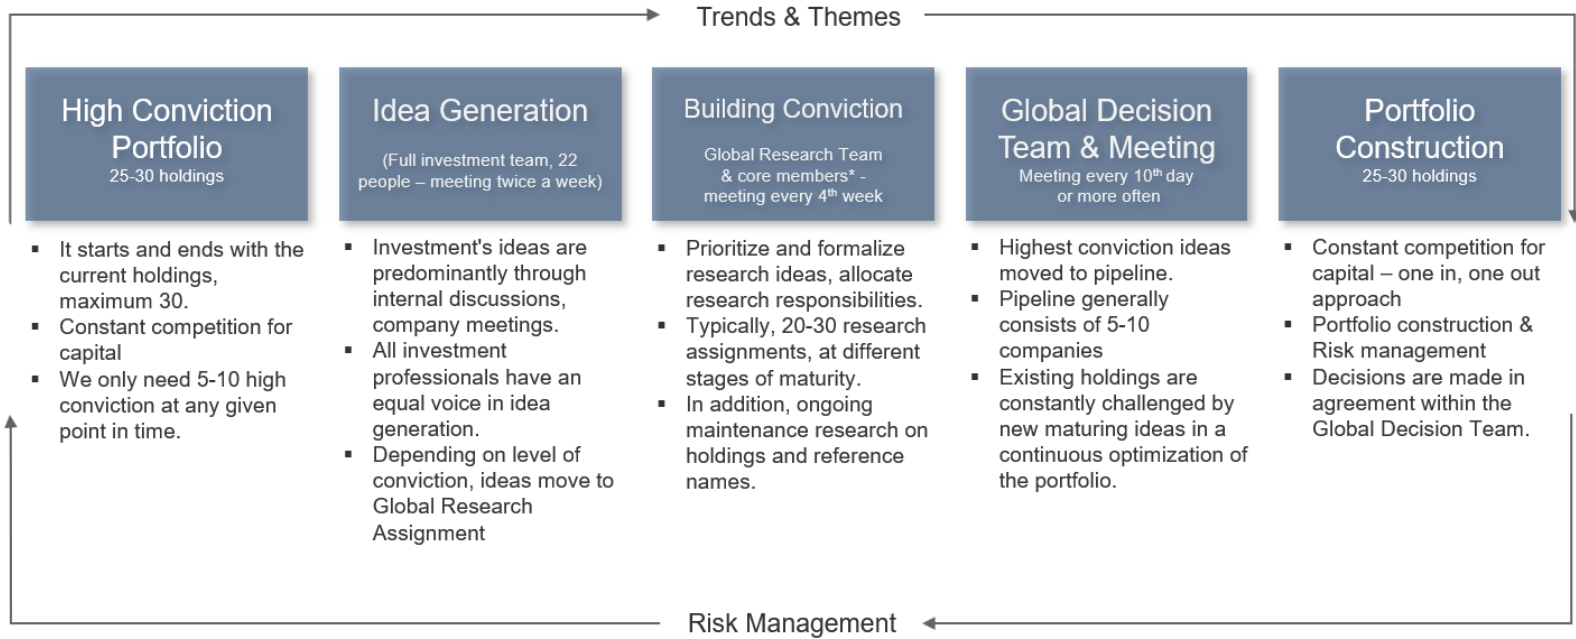 Trends & Themes
High Conviction
Portfolio
25-30 holdings
▪ It starts and ends with the
current holdings,
maximum 30.
▪ Constant competition for
capital
▪ We only need 5-10 high
conviction at any given
point in time.
Idea Generation
(Full investment team, 22
people – meeting twice a week)
▪ Investment's ideas are
predominantly through
internal discussions,
company meetings.
▪ All investment
professionals have an
equal voice in idea
generation.
▪ Depending on level of
conviction, ideas move to
Global Research
Assignment
Building Conviction
Global Research Team
& core members* -
meeting every 4th week
▪ Prioritize and formalize
research ideas, allocate
research responsibilities.
▪ Typically, 20-30 research
assignments, at different
stages of maturity.
▪ In addition, ongoing
maintenance research on
holdings and reference
names.
Global Decision
Team & Meeting
Meeting every 10th day
or more often
▪ Highest conviction ideas
moved to pipeline.
▪ Pipeline generally
consists of 5-10
companies
▪ Existing holdings are
constantly challenged by
new maturing ideas in a
continuous optimization of
the portfolio.
Portfolio
Construction
25-30 holdings
▪ Constant competition for
capital – one in, one out
approach
▪ Portfolio construction &
Risk management
▪ Decisions are made in
agreement within the
Global Decision Team.
Risk Management